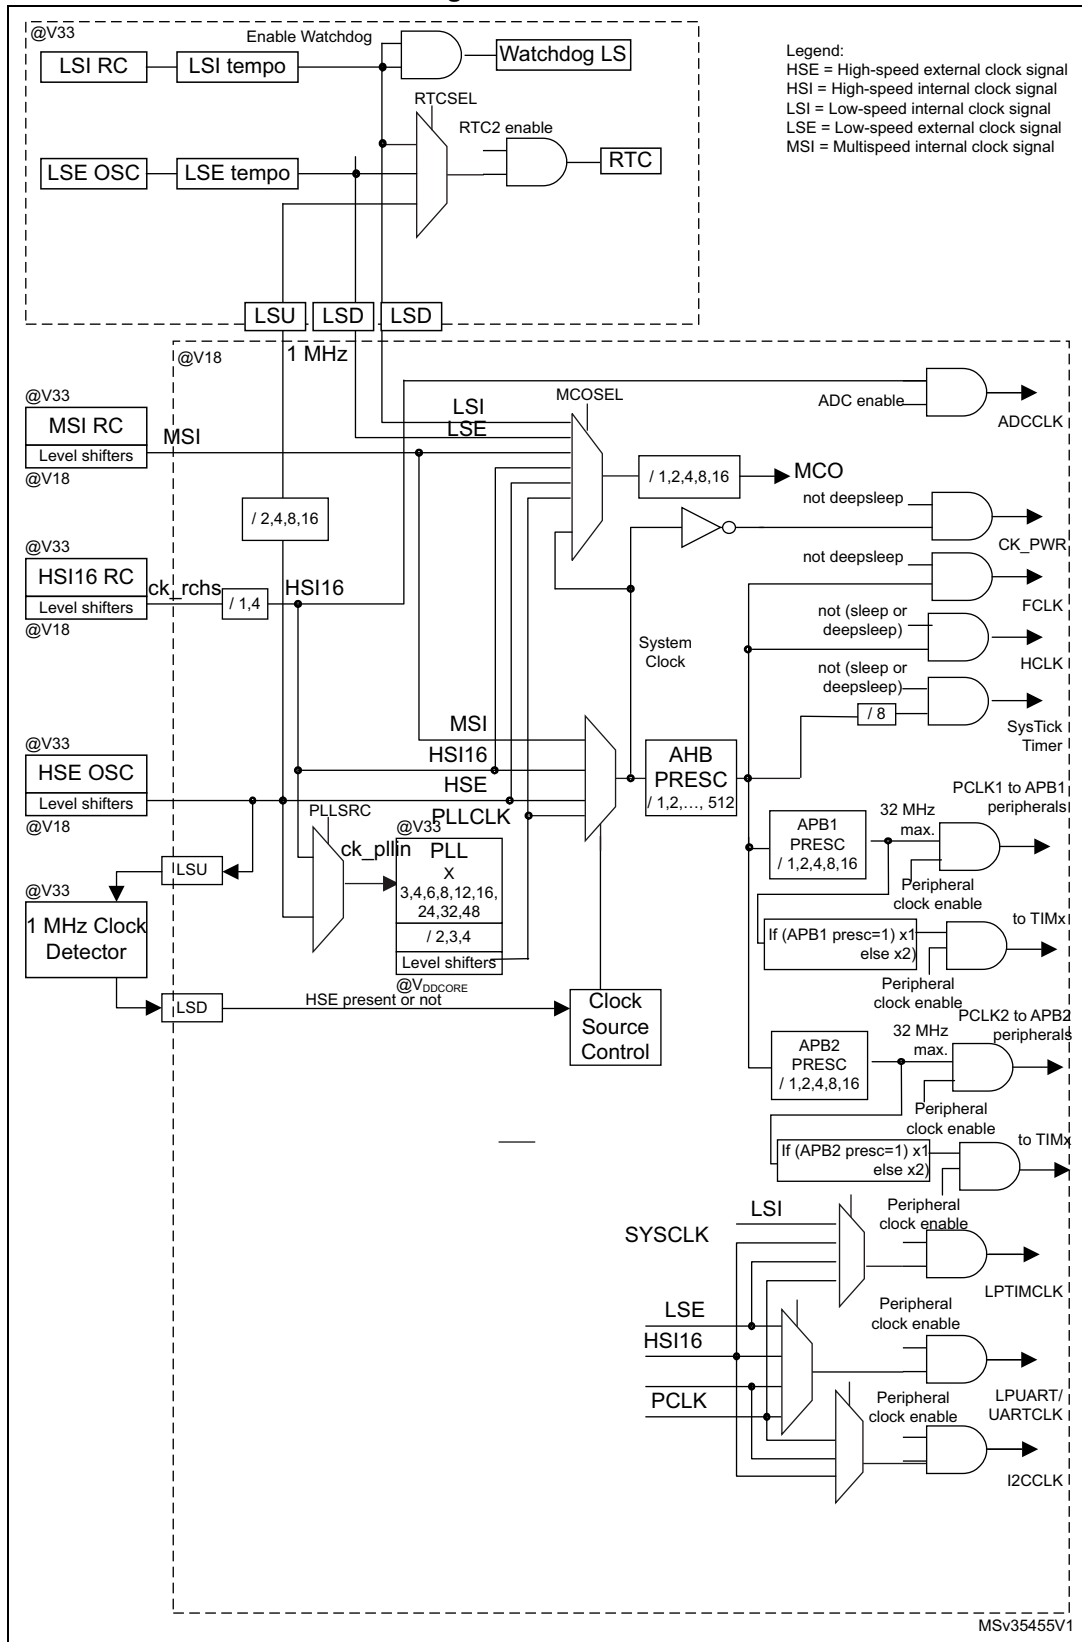 @V33
Enable Watchdog
LSI RC
LSI tempo
Watchdog LS
RTCSEL
RTC2 enable
LSE OSC
LSE tempo
RTC
LSU
LSD
LSD
Legend:
HSE = High-speed external clock signal
HSI = High-speed internal clock signal
LSI = Low-speed internal clock signal
LSE = Low-speed external clock signal
MSI = Multispeed internal clock signal
@V18
1 MHz
@V33
MSI RC
Level shifters
@V18
MSI
LSI
LSE
MCOSEL
/ 1,2,4,8,16
MCO
ADC enable
ADCCLK
/ 2,4,8,16
not deepsleep
CK_PWR
@V33
HSI16 RC
Level shifters
@V18
ck_rchs
/ 1,4
HSI16
not deepsleep
FCLK
System
Clock
not (sleep or
deepsleep)
HCLK
not (sleep or
deepsleep)
/ 8
SysTick
Timer
@V33
HSE OSC
Level shifters
@V18
MSI
HSI16
HSE
PLLCLK
AHB
PRESC
/ 1,2,..., 512
PLLSRC
ck_pllin
@V33
PLL
X
3,4,6,8,12,16,
24,32,48
/ 2,3,4
Level shifters
@VDDCORE
PCLK1 to APB1
peripherals
32 MHz
max.
APB1
PRESC
/ 1,2,4,8,16
Peripheral
clock enable
LSU
@V33
1 MHz Clock
Detector
LSD
HSE present or not
Clock
Source
Control
to TIMx
If (APB1 presc=1) x1
else x2)
Peripheral
clock enable
PCLK2 to APB2
peripherals
32 MHz
max.
APB2
PRESC
/ 1,2,4,8,16
Peripheral
clock enable
to TIMx
If (APB2 presc=1) x1
else x2)
Peripheral
clock enable
LSI
SYSCLK
LPTIMCLK
LSE
HSI16
Peripheral
clock enable
PCLK
LPUART/
UARTCLK
Peripheral
clock enable
I2CCLK
MSv35455V1